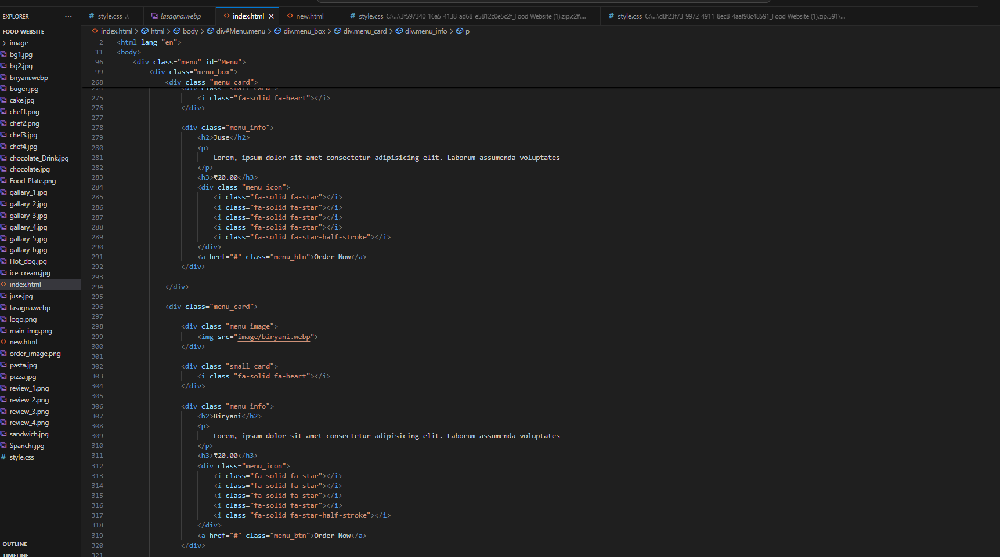 EXPLORER ···
FOOD WEBSITE
image
bg1.jpg
bg2.jpg
biryani.webp
buger.jpg
cake.jpg
chef1.png
chef2.png
chef3.jpg
chef4.jpg
chocolate_Drink.jpg
chocolate.jpg
Food-Plate.png
gallary_1.jpg
gallary_2.jpg
gallary_3.jpg
gallary_4.jpg
gallary_5.jpg
gallary_6.jpg
Hot_dog.jpg
ice_cream.jpg
index.html
juse.jpg
lasagna.webp
logo.png
main_img.png
new.html
order_image.png
pasta.jpg
pizza.jpg
review_1.png
review_2.png
review_3.png
review_4.png
sandwich.jpg
Spanchi.jpg
style.css
OUTLINE
TIMELINE
style.css .\ lasagna.webp index.html new.html style.css C:\...\3f597340-16a5-4138-ad68-e5812c0e5c2f_Food Website (1).zip.c2f\... style.css C:\...\d8f23f73-9972-4911-8ec8-4aaf98c48591_Food Website (1).zip.591\...
index.html > html > body > div#Menu.menu > div.menu_box > div.menu_card > div.menu_info > p
2 <html lang="en">
11 <body>
96 <div class="menu" id="Menu">
99 <div class="menu_box">
268 <div class="menu_card">
274 <div class="small_card">
275 <i class="fa-solid fa-heart"></i>
276 </div>
277
278 <div class="menu_info">
279 <h2>Juse</h2>
280 <p>
281 Lorem, ipsum dolor sit amet consectetur adipisicing elit. Laborum assumenda voluptates
282 </p>
283 <h3>₹20.00</h3>
284 <div class="menu_icon">
285 <i class="fa-solid fa-star"></i>
286 <i class="fa-solid fa-star"></i>
287 <i class="fa-solid fa-star"></i>
288 <i class="fa-solid fa-star"></i>
289 <i class="fa-solid fa-star-half-stroke"></i>
290 </div>
291 <a href="#" class="menu_btn">Order Now</a>
292 </div>
293
294 </div>
295
296 <div class="menu_card">
297
298 <div class="menu_image">
299 <img src="image/biryani.webp">
300 </div>
301
302 <div class="small_card">
303 <i class="fa-solid fa-heart"></i>
304 </div>
305
306 <div class="menu_info">
307 <h2>Biryani</h2>
308 <p>
309 Lorem, ipsum dolor sit amet consectetur adipisicing elit. Laborum assumenda voluptates
310 </p>
311 <h3>₹20.00</h3>
312 <div class="menu_icon">
313 <i class="fa-solid fa-star"></i>
314 <i class="fa-solid fa-star"></i>
315 <i class="fa-solid fa-star"></i>
316 <i class="fa-solid fa-star"></i>
317 <i class="fa-solid fa-star-half-stroke"></i>
318 </div>
319 <a href="#" class="menu_btn">Order Now</a>
320 </div>
321